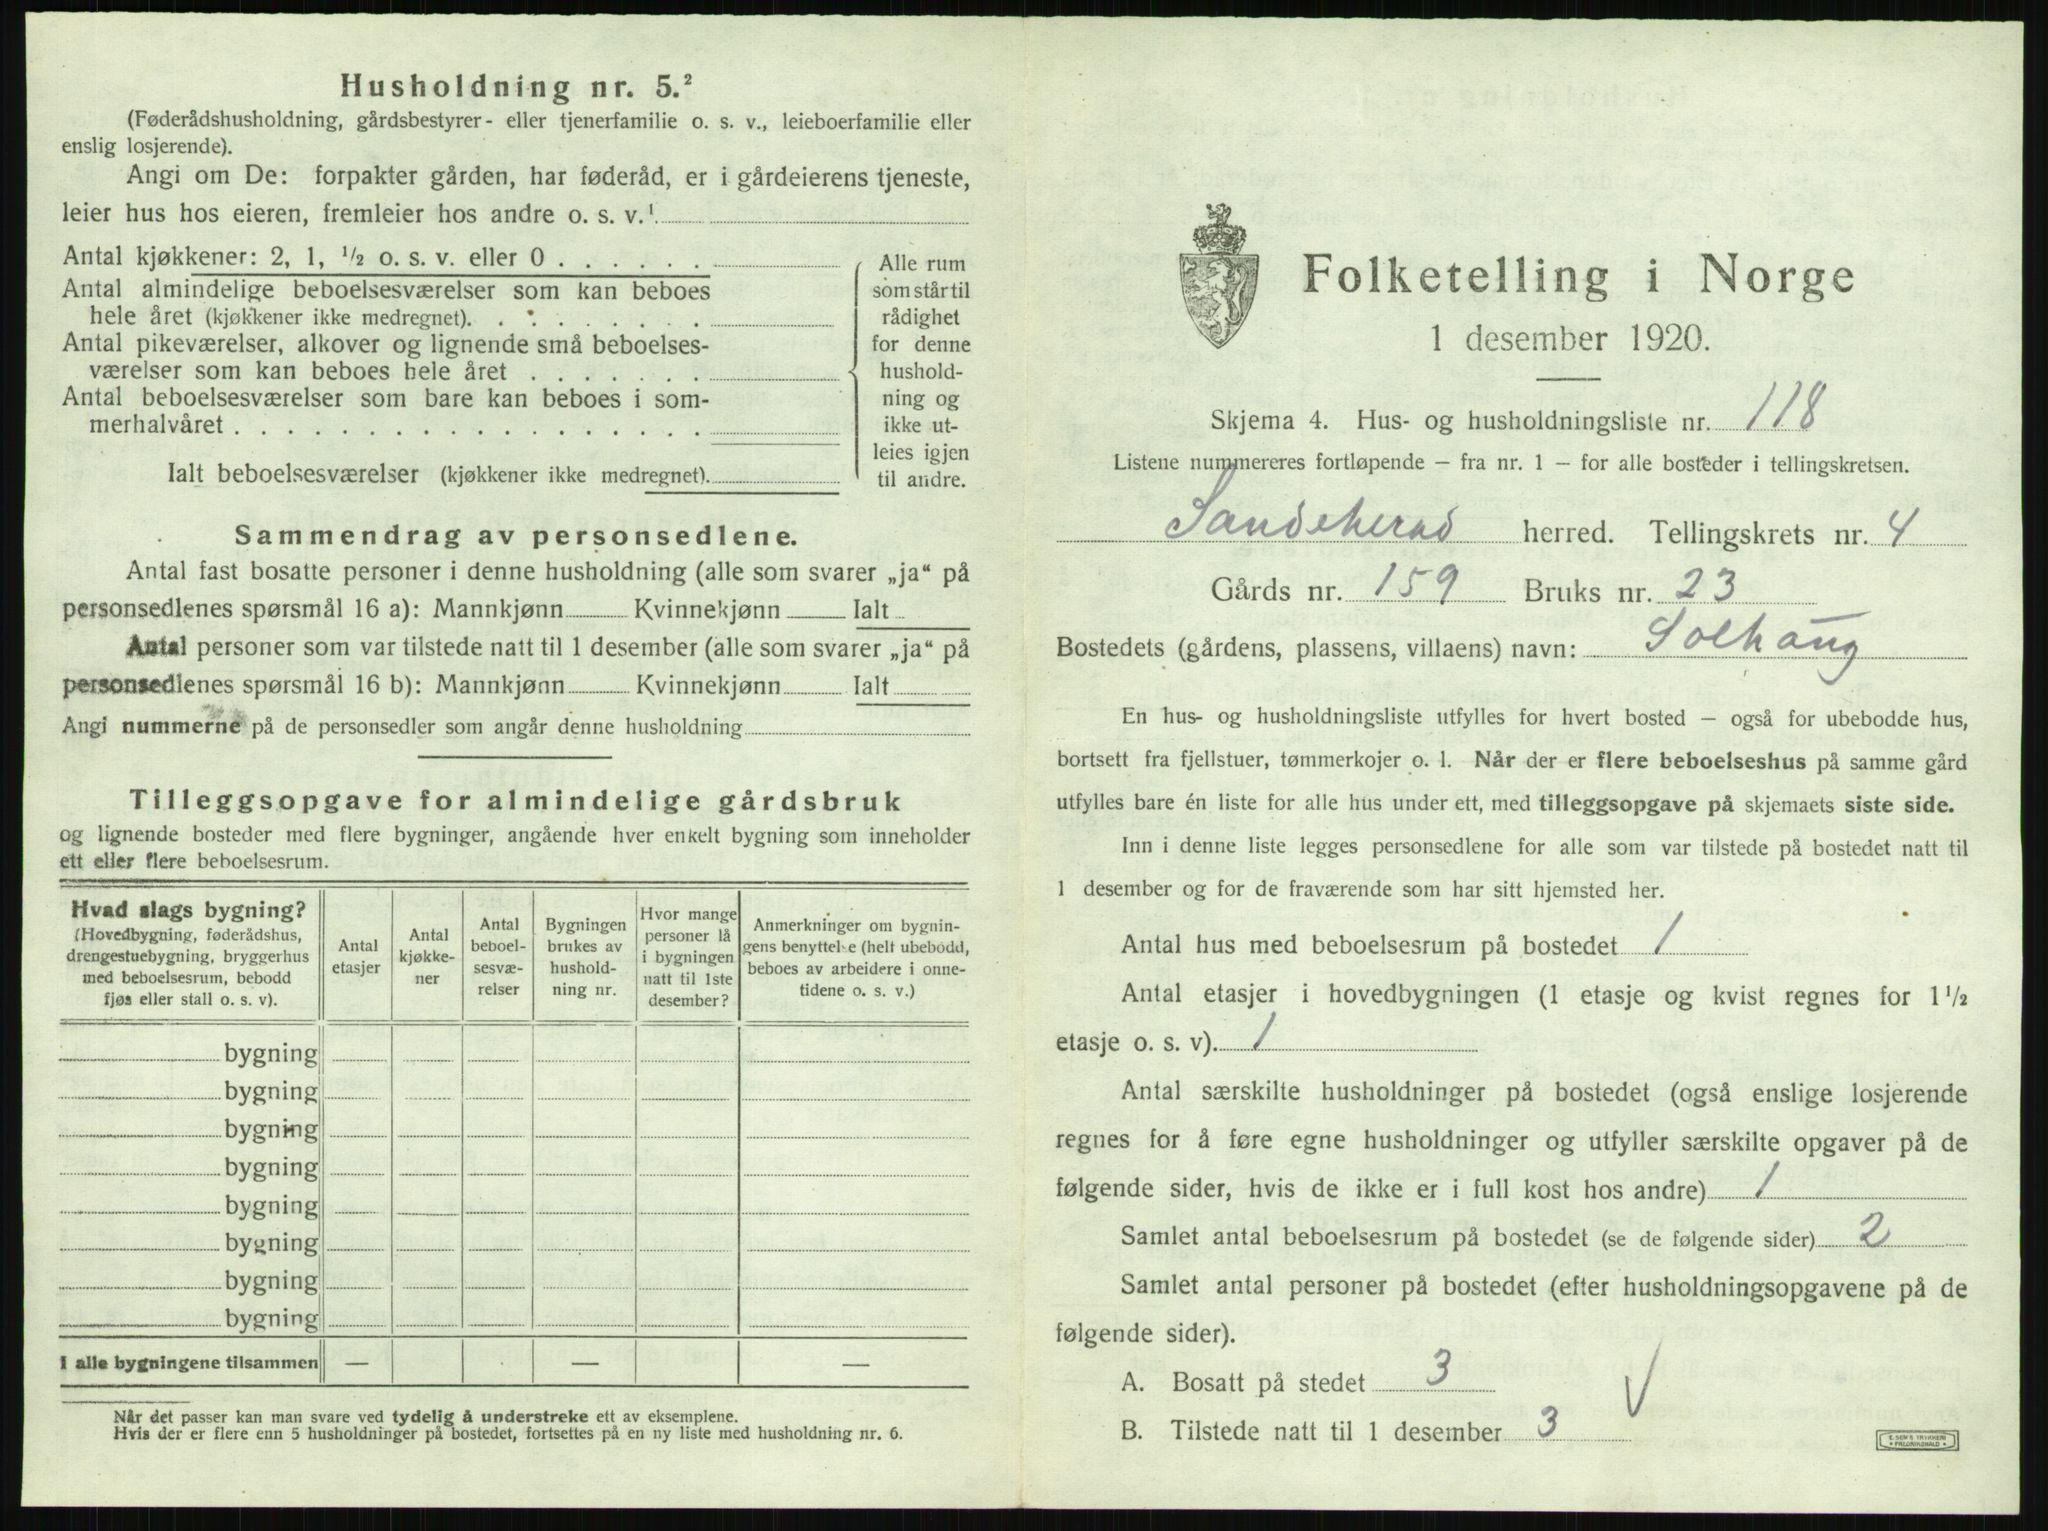 Husholdning nr. 5.²
(Føderådshusholdning, gårdsbestyrer- eller tjenerfamilie o. s. v., leieboerfamilie eller
enslig losjerende).
Angi om De: forpakter gården, har føderåd, er i gårdeierens tjeneste,
leier hus hos eieren, fremleier hos andre o. s. v.¹
Antal kjøkkener: 2, 1, ½ o. s. v. eller 0
Antal almindelige beboelsesværelser som kan beboes
hele året (kjøkkener ikke medregnet).
Antal pikeværelser, alkover og lignende små beboelses-
værelser som kan beboes hele året
Antal beboelsesværelser som bare kan beboes i som-
merhalvåret
Ialt beboelsesværelser (kjøkkener ikke medregnet).
Alle rum
som står til
rådighet
for denne
hushold-
ning og
ikke ut-
leies igjen
til andre.
Sammendrag av personsedlene.
Antal fast bosatte personer i denne husholdning (alle som svarer „ja“ på
personsedlenes spørsmål 16 a): Mannkjønn Kvinnekjønn Ialt
Antal personer som var tilstede natt til 1 desember (alle som svarer „ja“ på
personsedlenes spørsmål 16 b): Mannkjønn Kvinnekjønn Ialt
Angi nummerne på de personsedler som angår denne husholdning
Tilleggsopgave for almindelige gårdsbruk
og lignende bosteder med flere bygninger, angående hver enkelt bygning som inneholder
ett eller flere beboelsesrum.
Hvad slags bygning?
(Hovedbygning, føderådshus,
drengestuebygning, bryggerhus
med beboelsesrum, bebodd
fjøs eller stall o. s. v).
Antal
etasjer
Antal
kjøkke-
ner
Antal
beboel-
sesvæ-
relser
Bygningen
brukes av
hushold-
ning nr.
Hvor mange
personer lå
i bygningen
natt til 1ste
desember?
Anmerkninger om bygnin-
gens benyttelse (helt ubebodd,
beboes av arbeidere i onne-
tidene o. s. v.)
bygning
bygning
bygning
bygning
bygning
bygning
bygning
bygning
I alle bygningene tilsammen — — —
Når det passer kan man svare ved tydelig å understreke ett av eksemplene.
Hvis der er flere enn 5 husholdninger på bostedet, fortsettes på en ny liste med husholdning nr. 6.
Folketelling i Norge
1 desember 1920.
Skjema 4. Hus- og husholdningsliste nr. 118
Listene nummereres fortløpende – fra nr. 1 – for alle bosteder i tellingskretsen.
Sandeherad herred. Tellingskrets nr. 4
Gårds nr. 159 Bruks nr. 23
Bostedets (gårdens, plassens, villaens) navn: Solhaug
En hus- og husholdningsliste utfylles for hvert bosted – også for ubebodde hus,
bortsett fra fjellstuer, tømmerkojer o. l. Når der er flere beboelseshus på samme gård
utfylles bare én liste for alle hus under ett, med tilleggsopgave på skjemaets siste side.
Inn i denne liste legges personsedlene for alle som var tilstede på bostedet natt til
1 desember og for de fraværende som har sitt hjemsted her.
Antal hus med beboelsesrum på bostedet 1
Antal etasjer i hovedbygningen (1 etasje og kvist regnes for 1½
etasje o. s. v). 1
Antal særskilte husholdninger på bostedet (også enslige losjerende
regnes for å føre egne husholdninger og utfyller særskilte opgaver på de
følgende sider, hvis de ikke er i full kost hos andre) 1
Samlet antal beboelsesrum på bostedet (se de følgende sider) 2
Samlet antal personer på bostedet (efter husholdningsopgavene på de
følgende sider).
A. Bosatt på stedet 3
B. Tilstede natt til 1 desember 3
E. SEM'S TRYKKERI
FREDRIKSHALD